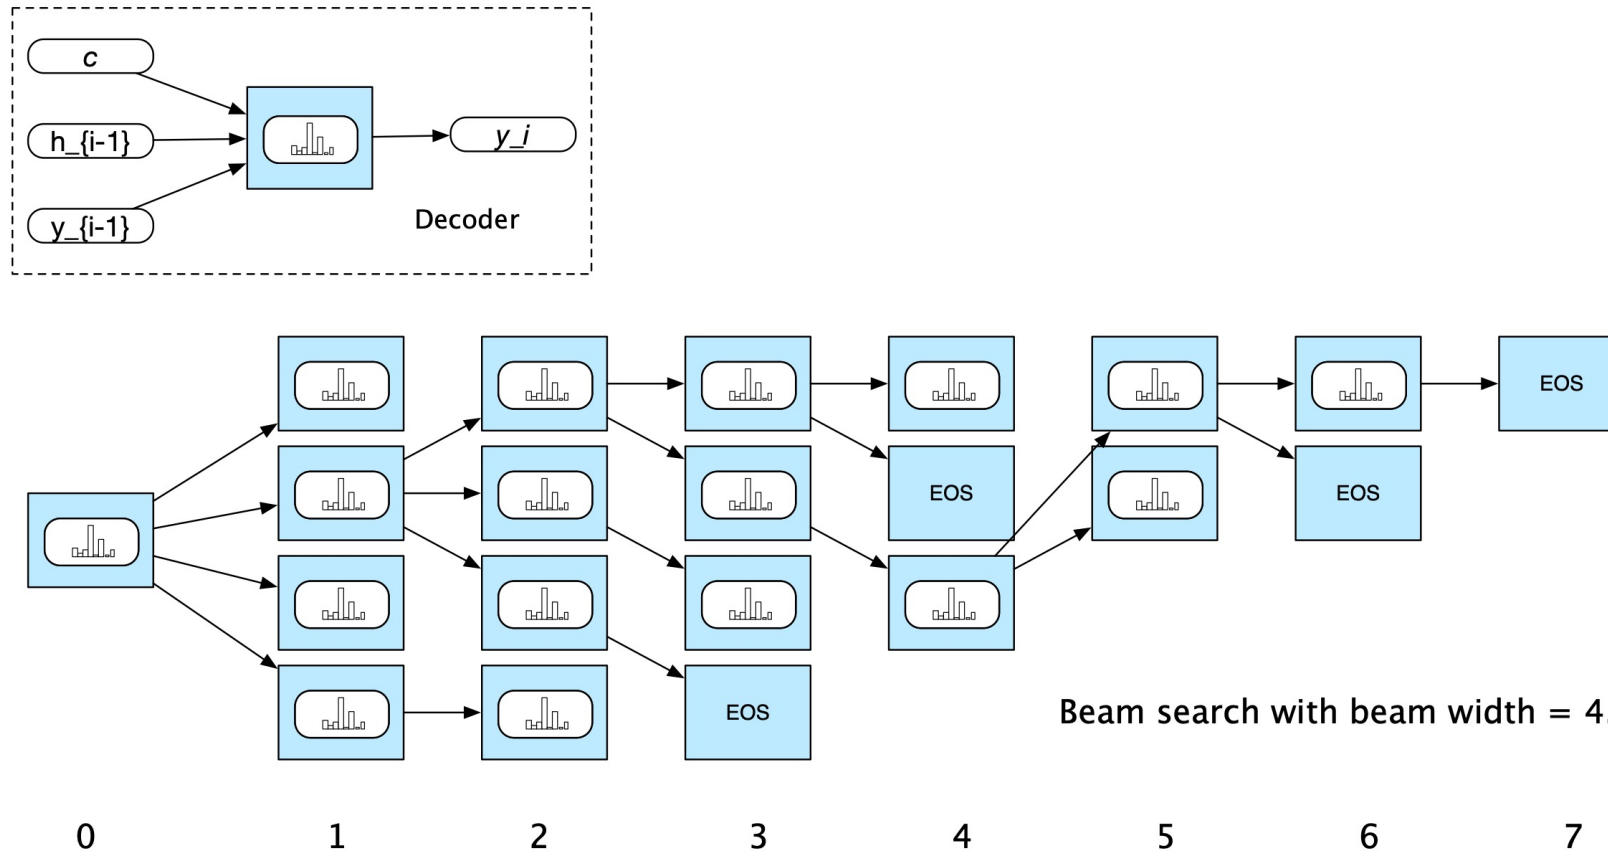 c
h_{i-1}
y_i
y_{i-1}
Decoder
EOS
EOS
EOS
EOS
Beam search with beam width = 4.
0 1 2 3 4 5 6 7